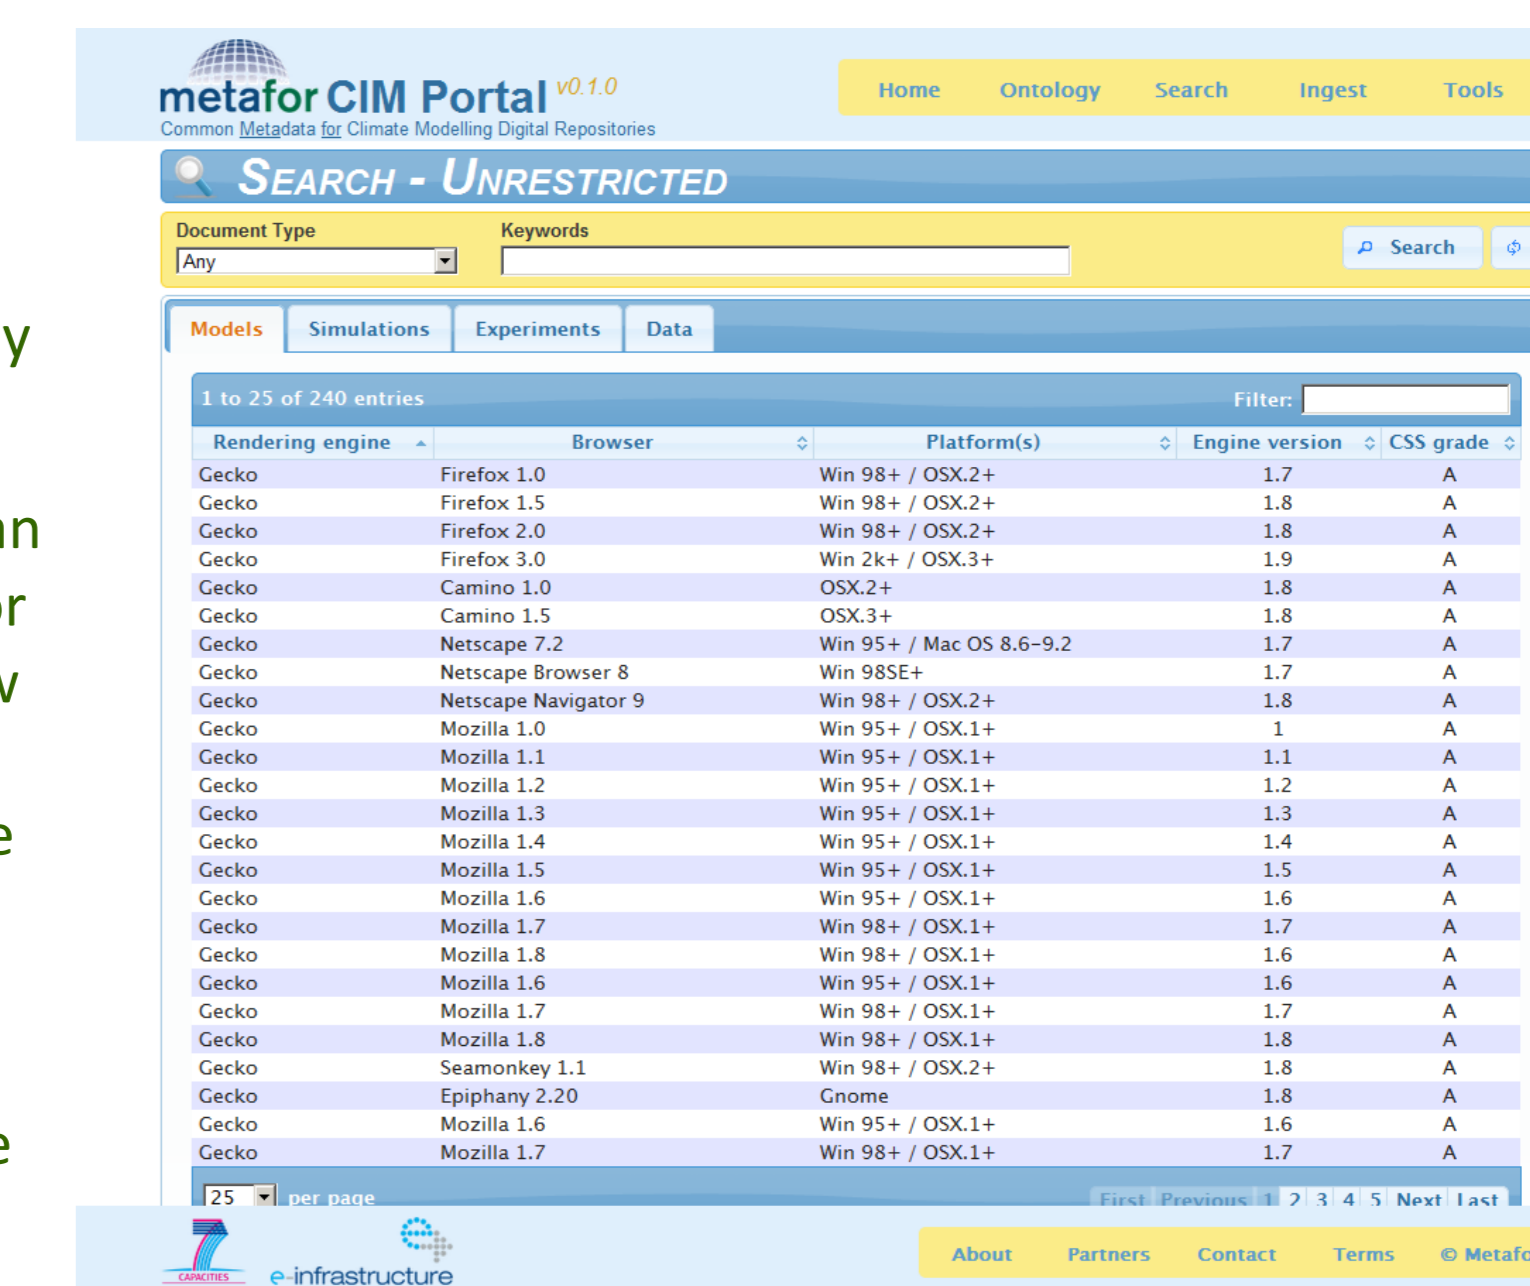 metafor CIM Portal v0.1.0
Common Metadata for Climate Modelling Digital Repositories
Home Ontology Search Ingest Tools
SEARCH - UNRESTRICTED
Document Type Keywords
Any
Search
Models Simulations Experiments Data
1 to 25 of 240 entries Filter:
Rendering engine Browser Platform(s) Engine version CSS grade
Gecko Firefox 1.0 Win 98+ / OSX.2+ 1.7 A
Gecko Firefox 1.5 Win 98+ / OSX.2+ 1.8 A
Gecko Firefox 2.0 Win 98+ / OSX.2+ 1.8 A
Gecko Firefox 3.0 Win 2k+ / OSX.3+ 1.9 A
Gecko Camino 1.0 OSX.2+ 1.8 A
Gecko Camino 1.5 OSX.3+ 1.8 A
Gecko Netscape 7.2 Win 95+ / Mac OS 8.6-9.2 1.7 A
Gecko Netscape Browser 8 Win 98SE+ 1.7 A
Gecko Netscape Navigator 9 Win 98+ / OSX.2+ 1.8 A
Gecko Mozilla 1.0 Win 95+ / OSX.1+ 1 A
Gecko Mozilla 1.1 Win 95+ / OSX.1+ 1.1 A
Gecko Mozilla 1.2 Win 95+ / OSX.1+ 1.2 A
Gecko Mozilla 1.3 Win 95+ / OSX.1+ 1.3 A
Gecko Mozilla 1.4 Win 95+ / OSX.1+ 1.4 A
Gecko Mozilla 1.5 Win 95+ / OSX.1+ 1.5 A
Gecko Mozilla 1.6 Win 95+ / OSX.1+ 1.6 A
Gecko Mozilla 1.7 Win 98+ / OSX.1+ 1.7 A
Gecko Mozilla 1.8 Win 98+ / OSX.1+ 1.6 A
Gecko Mozilla 1.6 Win 95+ / OSX.1+ 1.6 A
Gecko Mozilla 1.7 Win 98+ / OSX.1+ 1.7 A
Gecko Mozilla 1.8 Win 98+ / OSX.1+ 1.8 A
Gecko Seamonkey 1.1 Win 98+ / OSX.2+ 1.8 A
Gecko Epiphany 2.20 Gnome 1.8 A
Gecko Mozilla 1.6 Win 95+ / OSX.1+ 1.6 A
Gecko Mozilla 1.7 Win 98+ / OSX.1+ 1.7 A
25 per page First Previous 1 2 3 4 5 Next Last
7 CAPACITIES
e-infrastructure
About Partners Contact Terms © Metafo